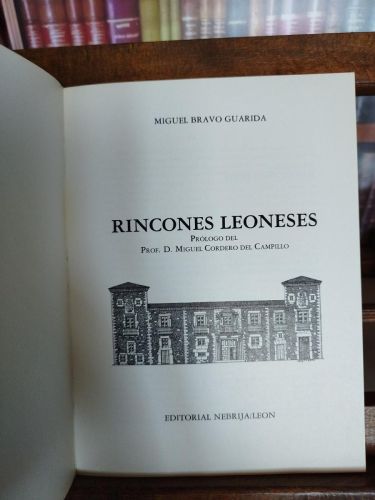 MIGUEL BRAVO GUARIDA
RINCONES LEONESES
PRÓLOGO DEL
PROF. D. MIGUEL CORDERO DEL CAMPILLO
EDITORIAL NEBRIJA/LEON